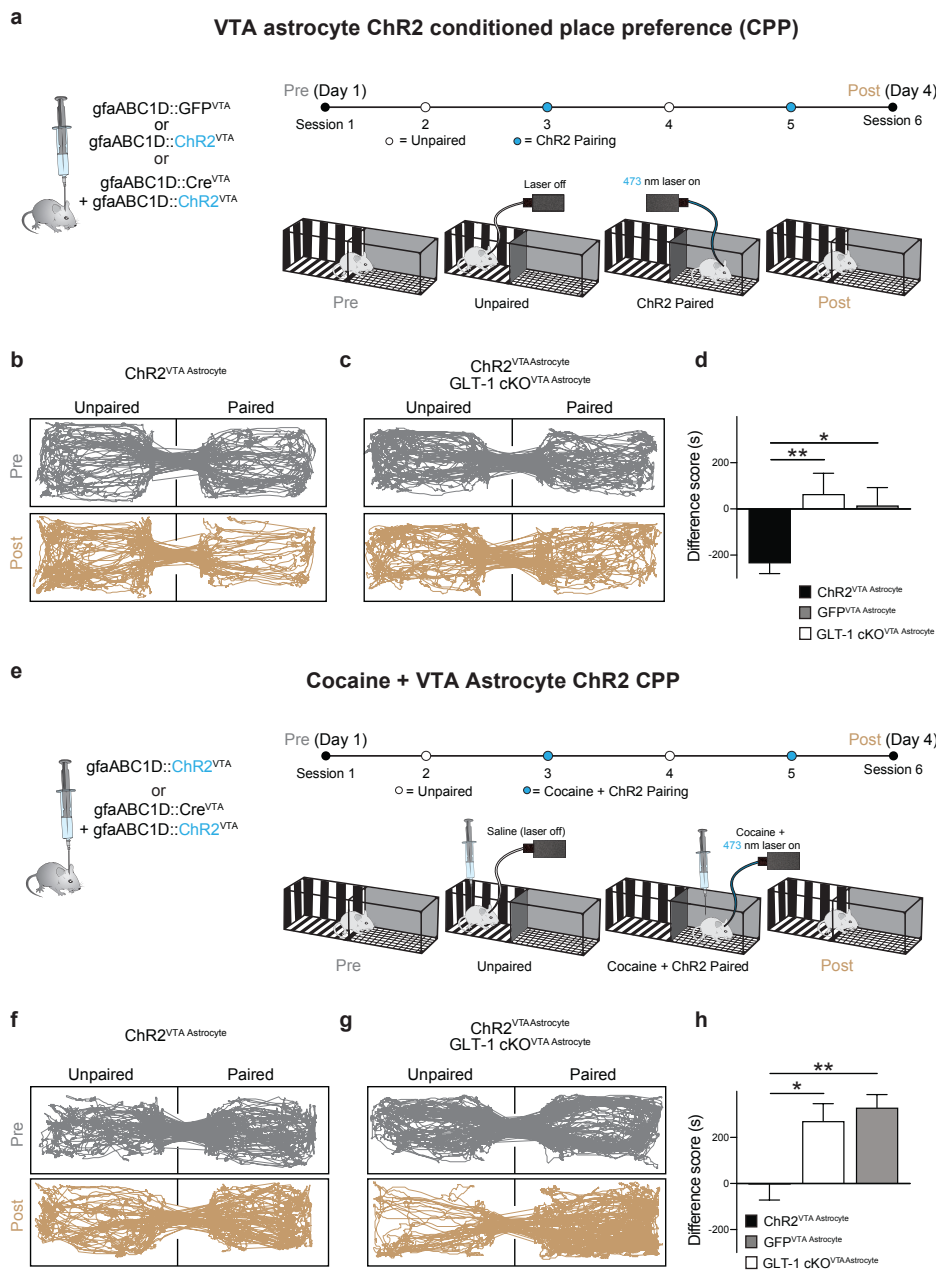 a
VTA astrocyte ChR2 conditioned place preference (CPP)
gfaABC1D::GFPVTA
or
gfaABC1D::ChR2VTA
or
gfaABC1D::CreVTA
+ gfaABC1D::ChR2VTA
Pre (Day 1)
Post (Day 4)
Session 1
2
3
4
5
Session 6
= Unpaired
= ChR2 Pairing
Laser off
473 nm laser on
Pre
Unpaired
ChR2 Paired
Post
b
ChR2VTA Astrocyte
Unpaired
Paired
Pre
Post
c
ChR2VTA Astrocyte
GLT-1 cKOVTA Astrocyte
Unpaired
Paired
d
Difference score (s)
200
0
-200
**
*
ChR2VTA Astrocyte
GFPVTA Astrocyte
GLT-1 cKOVTA Astrocyte
e
Cocaine + VTA Astrocyte ChR2 CPP
gfaABC1D::ChR2VTA
or
gfaABC1D::CreVTA
+ gfaABC1D::ChR2VTA
Pre (Day 1)
Post (Day 4)
Session 1
2
3
4
5
Session 6
= Unpaired
= Cocaine + ChR2 Pairing
Saline (laser off)
Cocaine +
473 nm laser on
Pre
Unpaired
Cocaine + ChR2 Paired
Post
f
ChR2VTA Astrocyte
Unpaired
Paired
Pre
Post
g
ChR2VTAAstrocyte
GLT-1 cKOVTA Astrocyte
Unpaired
Paired
h
Difference score (s)
200
0
-200
**
*
ChR2VTA Astrocyte
GFPVTA Astrocyte
GLT-1 cKOVTAAstrocyte